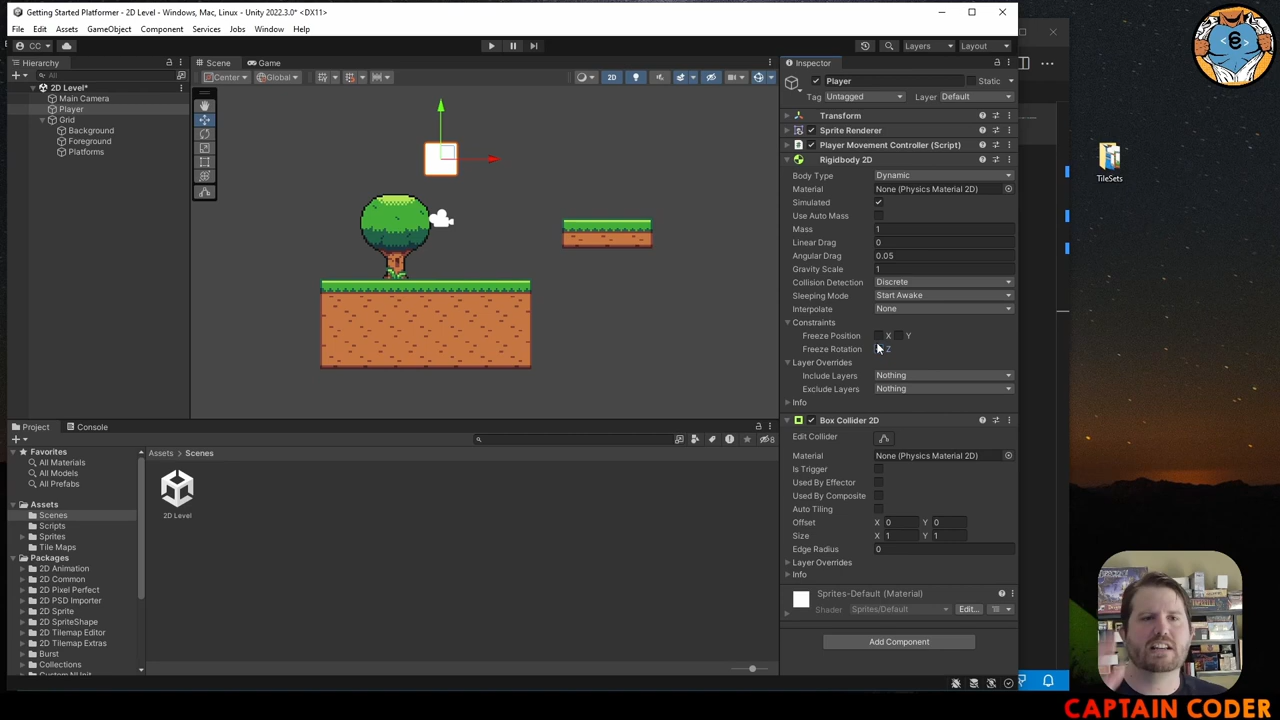 Getting Started Platformer - 2D Level - Windows, Mac, Linux - Unity 2022.3.0* <DX11>
File Edit Assets GameObject Component Services Jobs Window Help
CC
Layers Layout
Hierarchy
All
2D Level*
Main Camera
Player
Grid
Background
Foreground
Platforms
Scene Game
Center Global 2D
Inspector
Player Static
Tag Untagged Layer Default
Transform
Sprite Renderer
Player Movement Controller (Script)
Rigidbody 2D
Body Type Dynamic
Material None (Physics Material 2D)
Simulated
Use Auto Mass
Mass 1
Linear Drag 0
Angular Drag 0.05
Gravity Scale 1
Collision Detection Discrete
Sleeping Mode Start Awake
Interpolate None
Constraints
Freeze Position X Y
Freeze Rotation Z
Layer Overrides
Include Layers Nothing
Exclude Layers Nothing
Info
Box Collider 2D
Edit Collider
Material None (Physics Material 2D)
Is Trigger
Used By Effector
Used By Composite
Auto Tiling
Offset X 0 Y 0
Size X 1 Y 1
Edge Radius 0
Layer Overrides
Info
Sprites-Default (Material)
Shader Sprites/Default Edit...
Add Component
Project Console
8
Favorites
All Materials
All Models
All Prefabs
Assets
Scenes
Scripts
Sprites
Tile Maps
Packages
2D Animation
2D Common
2D Pixel Perfect
2D PSD Importer
2D Sprite
2D SpriteShape
2D Tilemap Editor
2D Tilemap Extras
Burst
Collections
Assets > Scenes
2D Level
TileSets
CAPTAIN CODER